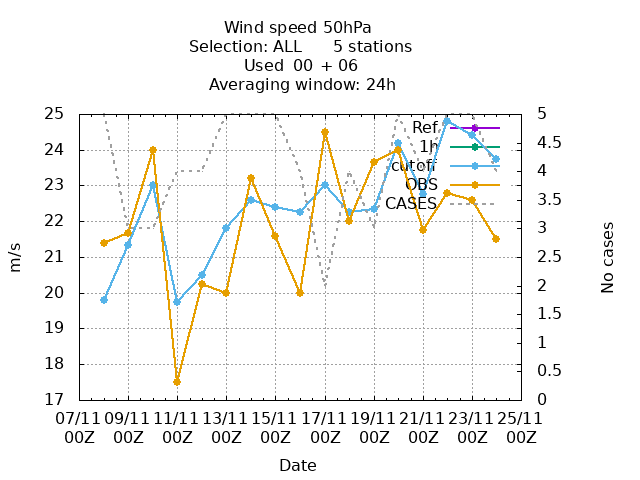 Wind speed 50hPa
Selection: ALL      5 stations
Used  00 + 06
Averaging window: 24h
25
24
23
22
21
20
19
18
17
m/s
5
4.5
4
3.5
3
2.5
2
1.5
1
0.5
0
No cases
Ref
1h
cutoff
OBS
CASES
07/11 09/11 11/11 13/11 15/11 17/11 19/11 21/11 23/11 25/11
00Z 00Z 00Z 00Z 00Z 00Z 00Z 00Z 00Z 00Z
Date